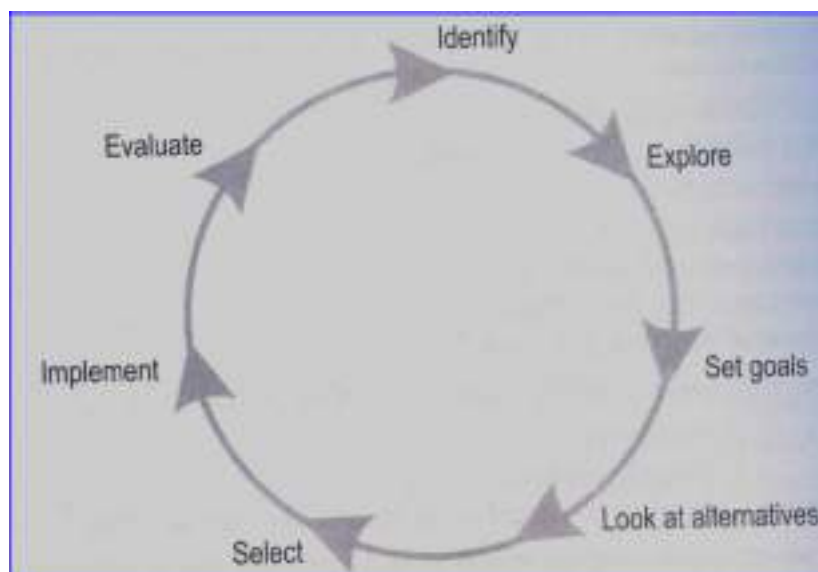 Identify
Explore
Set goals
Look at alternatives
Select
Implement
Evaluate